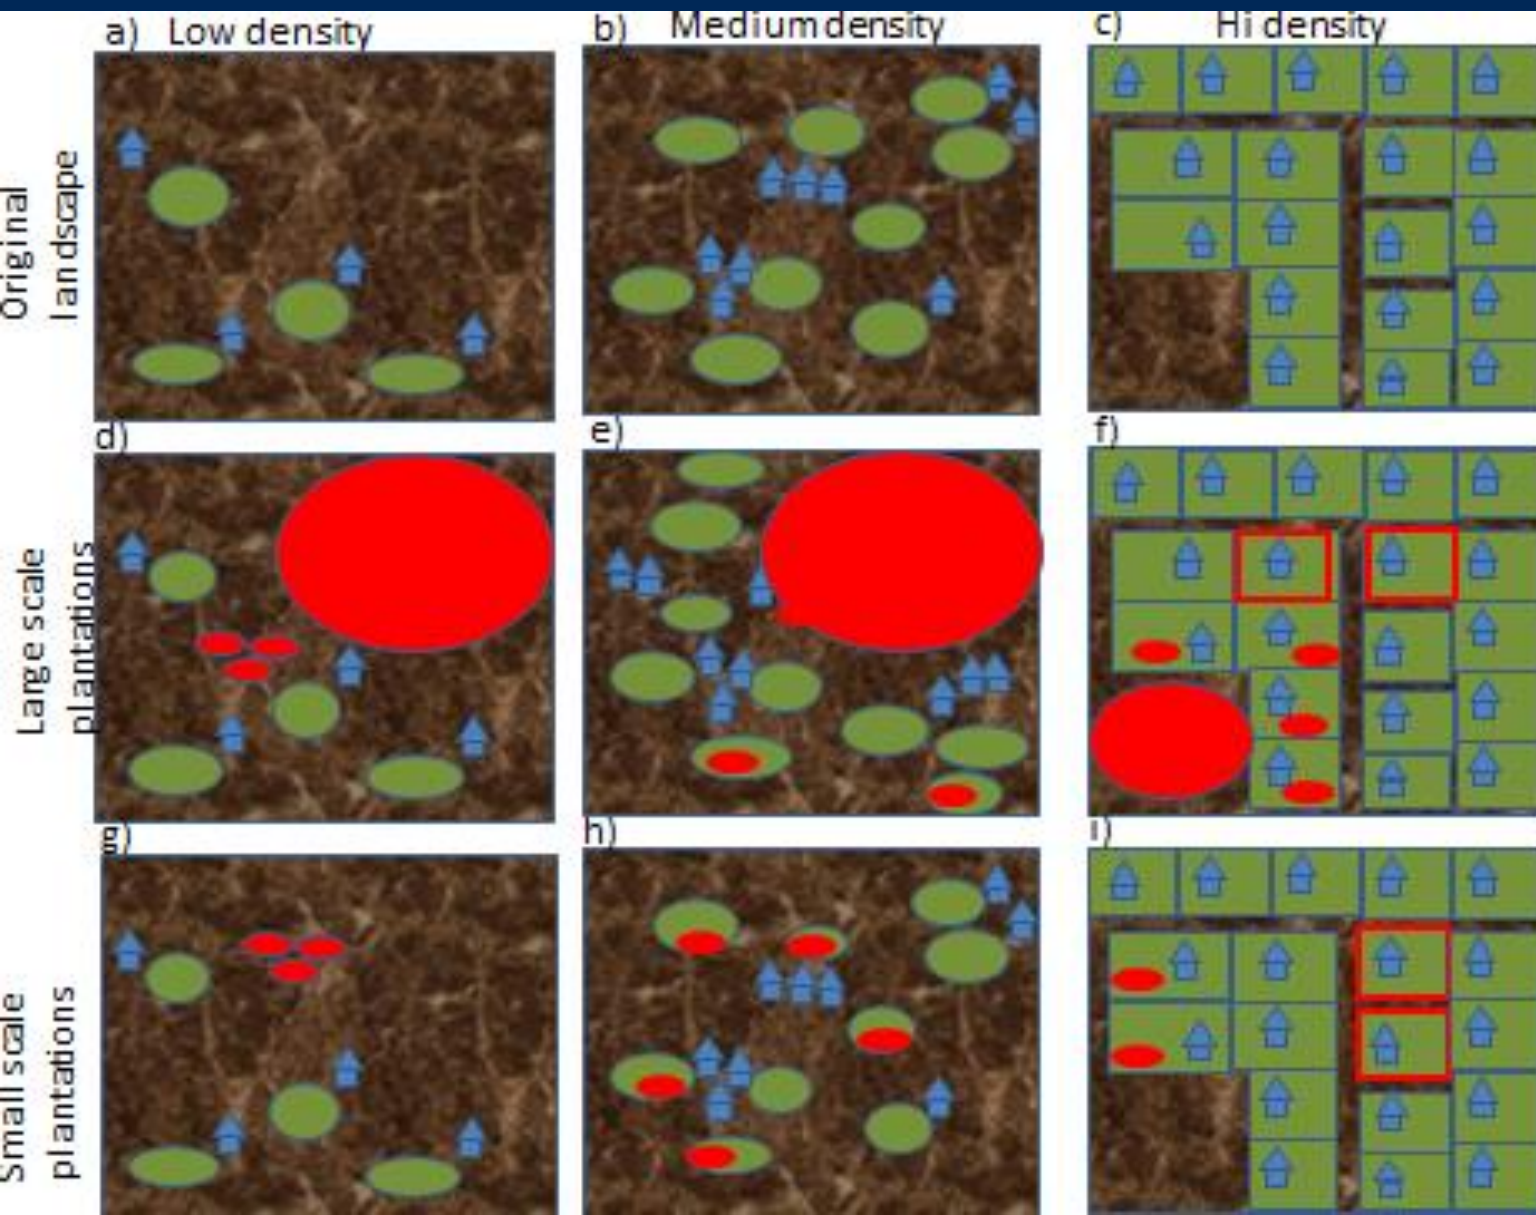 a) Low density
b) Medium density
c) Hi density
Original
landscape
d)
e)
f)
Large scale
plantations
g)
h)
i)
Small scale
plantations